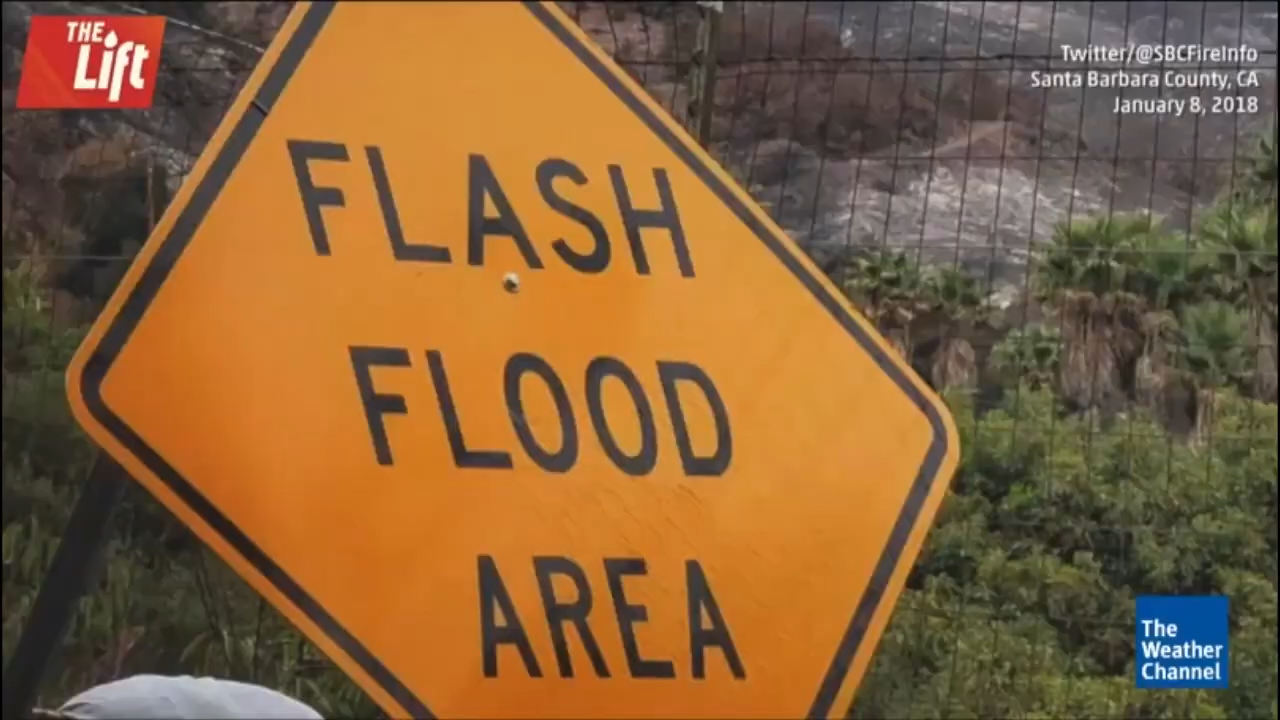 THE
Lift
Twitter/@SBCFireInfo
Santa Barbara County, CA
January 8, 2018
FLASH
FLOOD
AREA
The
Weather
Channel